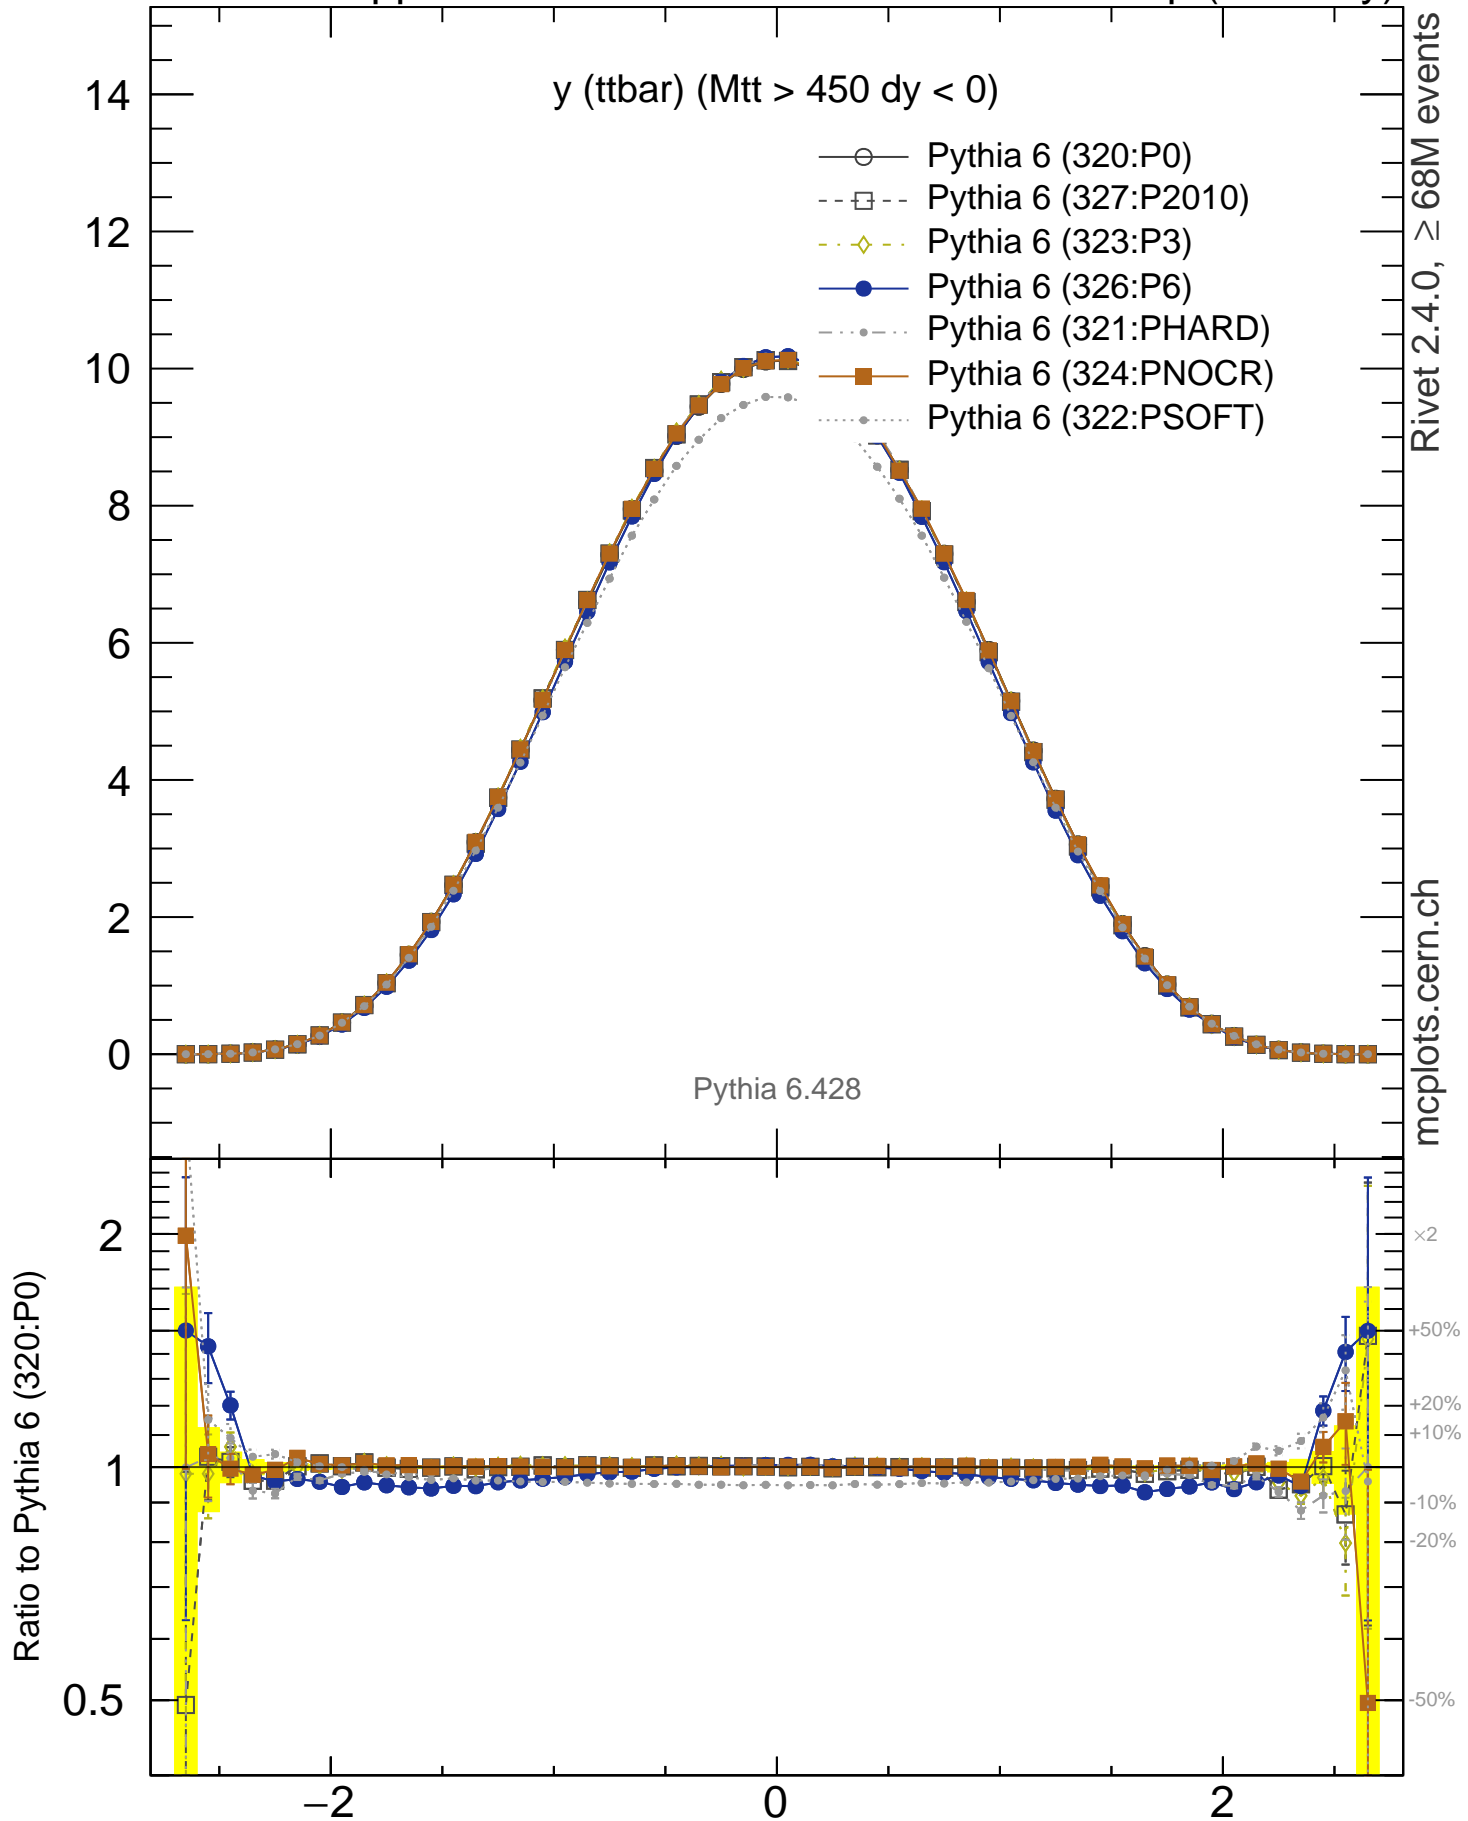 y (ttbar) (Mtt > 450 dy < 0)
Pythia 6 (320:P0)
Pythia 6 (327:P2010)
Pythia 6 (323:P3)
Pythia 6 (326:P6)
Pythia 6 (321:PHARD)
Pythia 6 (324:PNOCR)
Pythia 6 (322:PSOFT)
14
12
10
8
6
4
2
0
Pythia 6.428
Rivet 2.4.0, ≥ 68M events
mcplots.cern.ch
Ratio to Pythia 6 (320:P0)
2
1
0.5
×2
+50%
+20%
+10%
-10%
-20%
-50%
−2
0
2